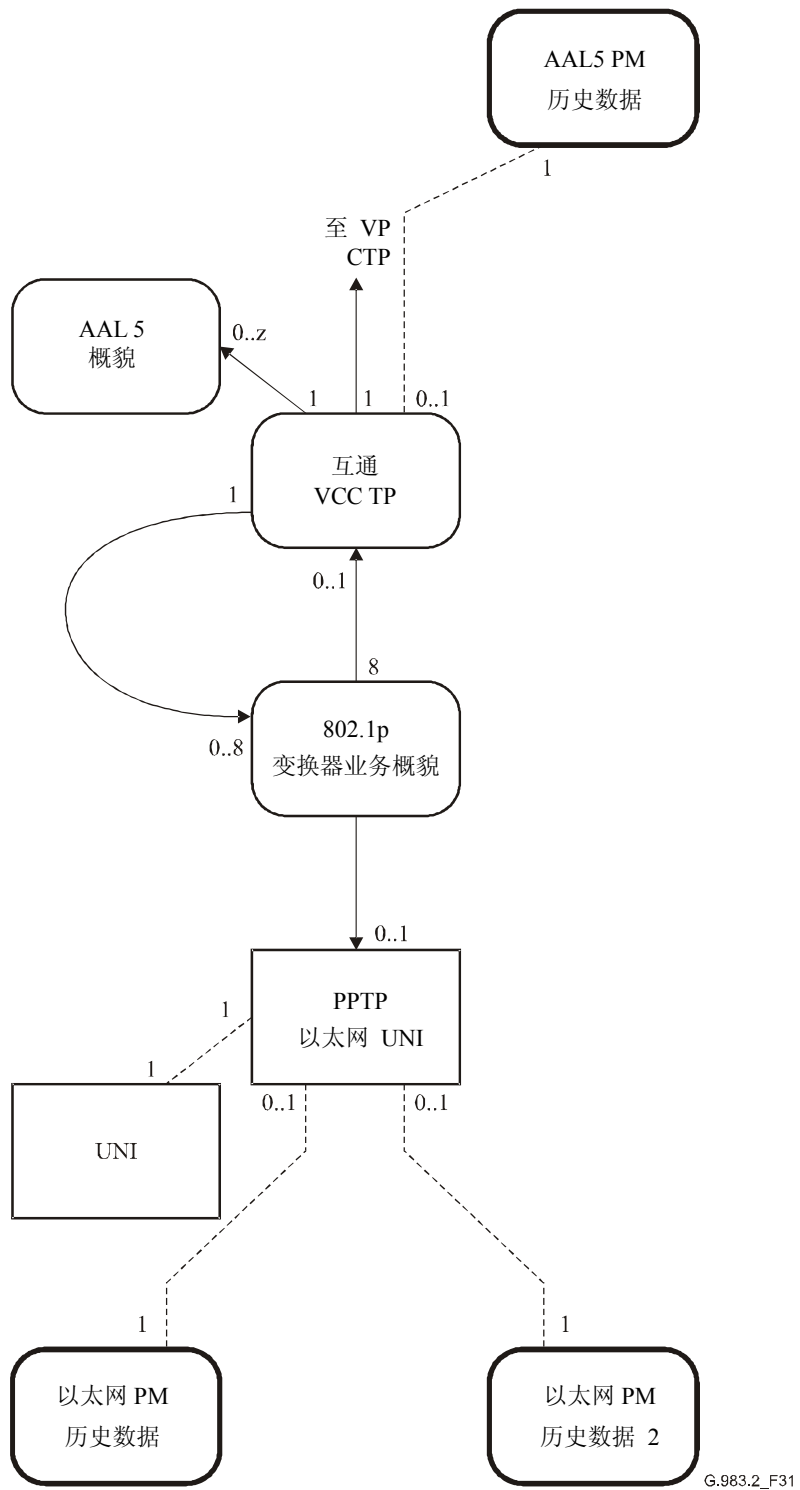 AAL5 PM
历史数据
1
至 VP
CTP
AAL 5
概貌
0..z
1
1
0..1
互通
VCC TP
1
0..1
8
802.1p
变换器业务概貌
0..8
0..1
PPTP
以太网 UNI
1
1
UNI
0..1
0..1
1
1
以太网 PM
历史数据
以太网 PM
历史数据 2
G.983.2_F31